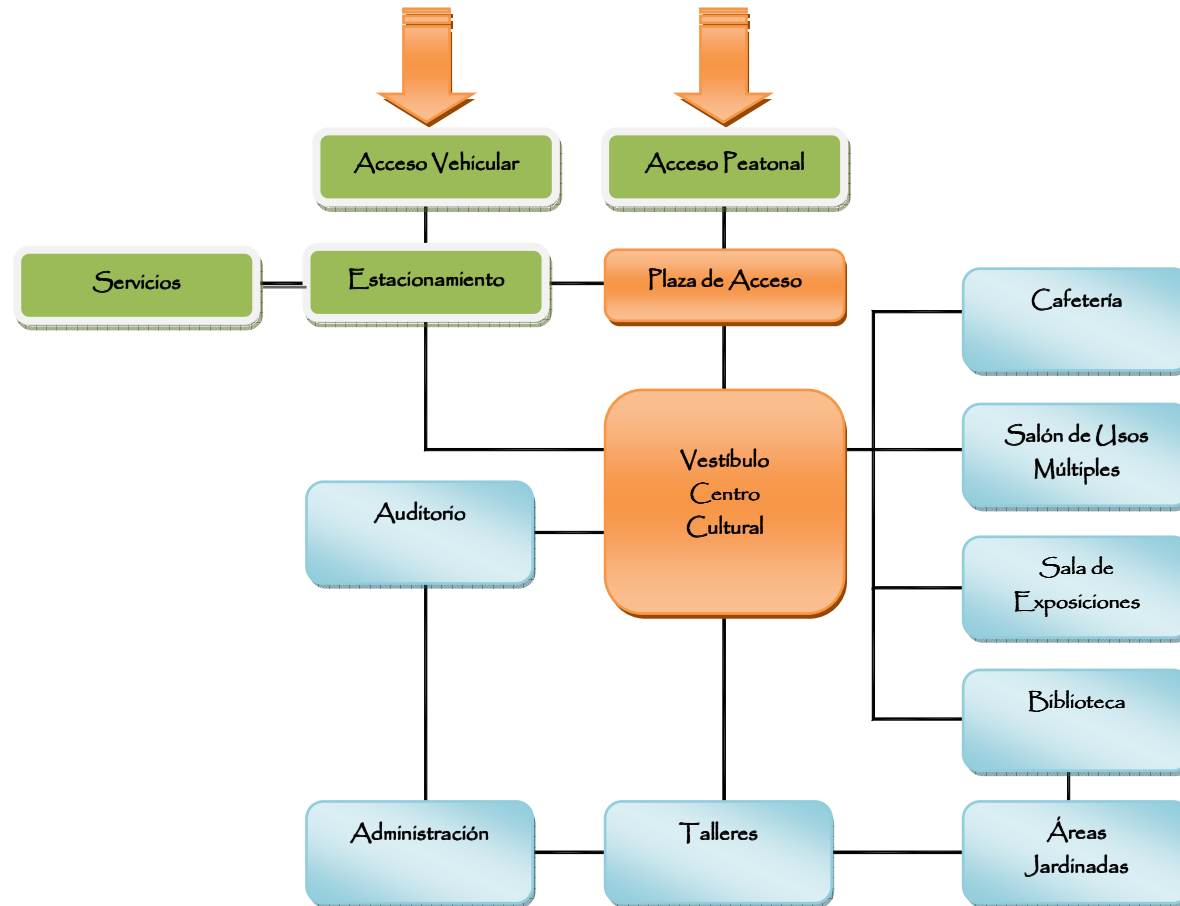 Acceso Vehicular
Acceso Peatonal
Servicios
Estacionamiento
Plaza de Acceso
Cafetería
Salón de Usos
Múltiples
Vestíbulo
Centro
Cultural
Auditorio
Sala de
Exposiciones
Biblioteca
Administración
Talleres
Áreas
Jardinadas